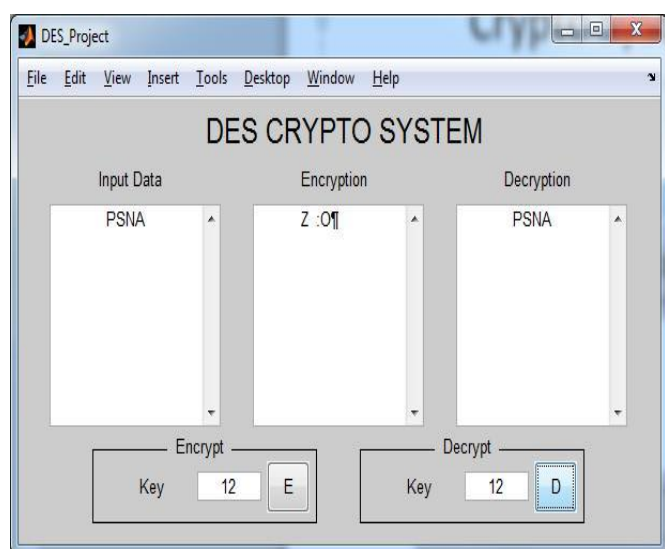 DES_Project
File Edit View Insert Tools Desktop Window Help
DES CRYPTO SYSTEM
Input Data Encryption Decryption
PSNA Z :O¶ PSNA
Encrypt Decrypt
Key 12 E Key 12 D